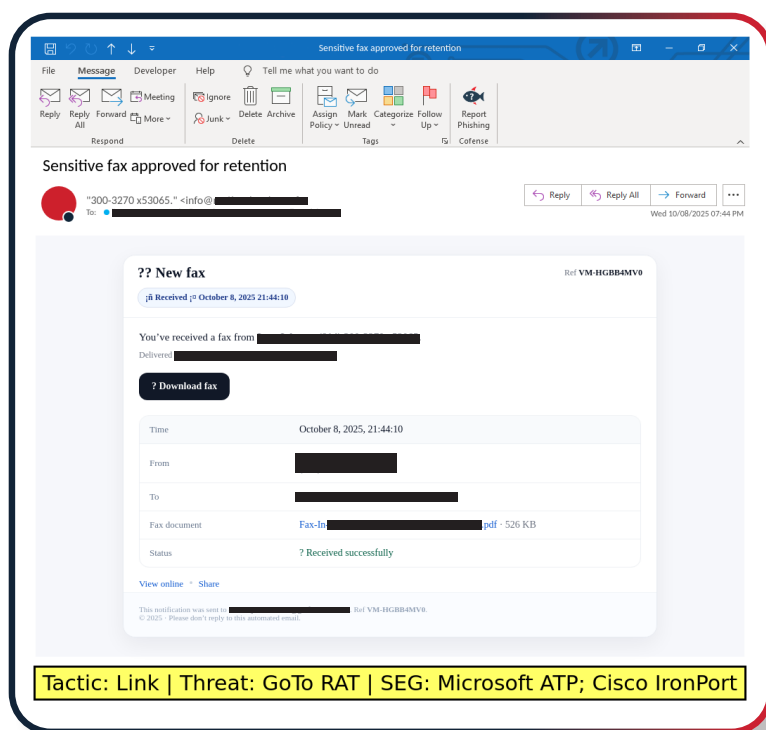 Sensitive fax approved for retention
File Message Developer Help Tell me what you want to do
Reply
Reply All
Forward
Meeting
More
Respond
Ignore
Junk
Delete
Archive
Delete
Assign Policy
Mark Unread
Categorize
Follow Up
Tags
Report Phishing
Cofense
Sensitive fax approved for retention
"300-3270 x53065." <info@
To:
Reply Reply All Forward ...
Wed 10/08/2025 07:44 PM
?? New fax
Ref VM-HGBB4MV0
¡ñ Received ¡¤ October 8, 2025 21:44:10
You've received a fax from
Delivered
? Download fax
Time October 8, 2025, 21:44:10
From
To
Fax document Fax-In- .pdf · 526 KB
Status ? Received successfully
View online • Share
This notification was sent to . Ref VM-HGBB4MV0.
© 2025 · Please don't reply to this automated email.
Tactic: Link | Threat: GoTo RAT | SEG: Microsoft ATP; Cisco IronPort